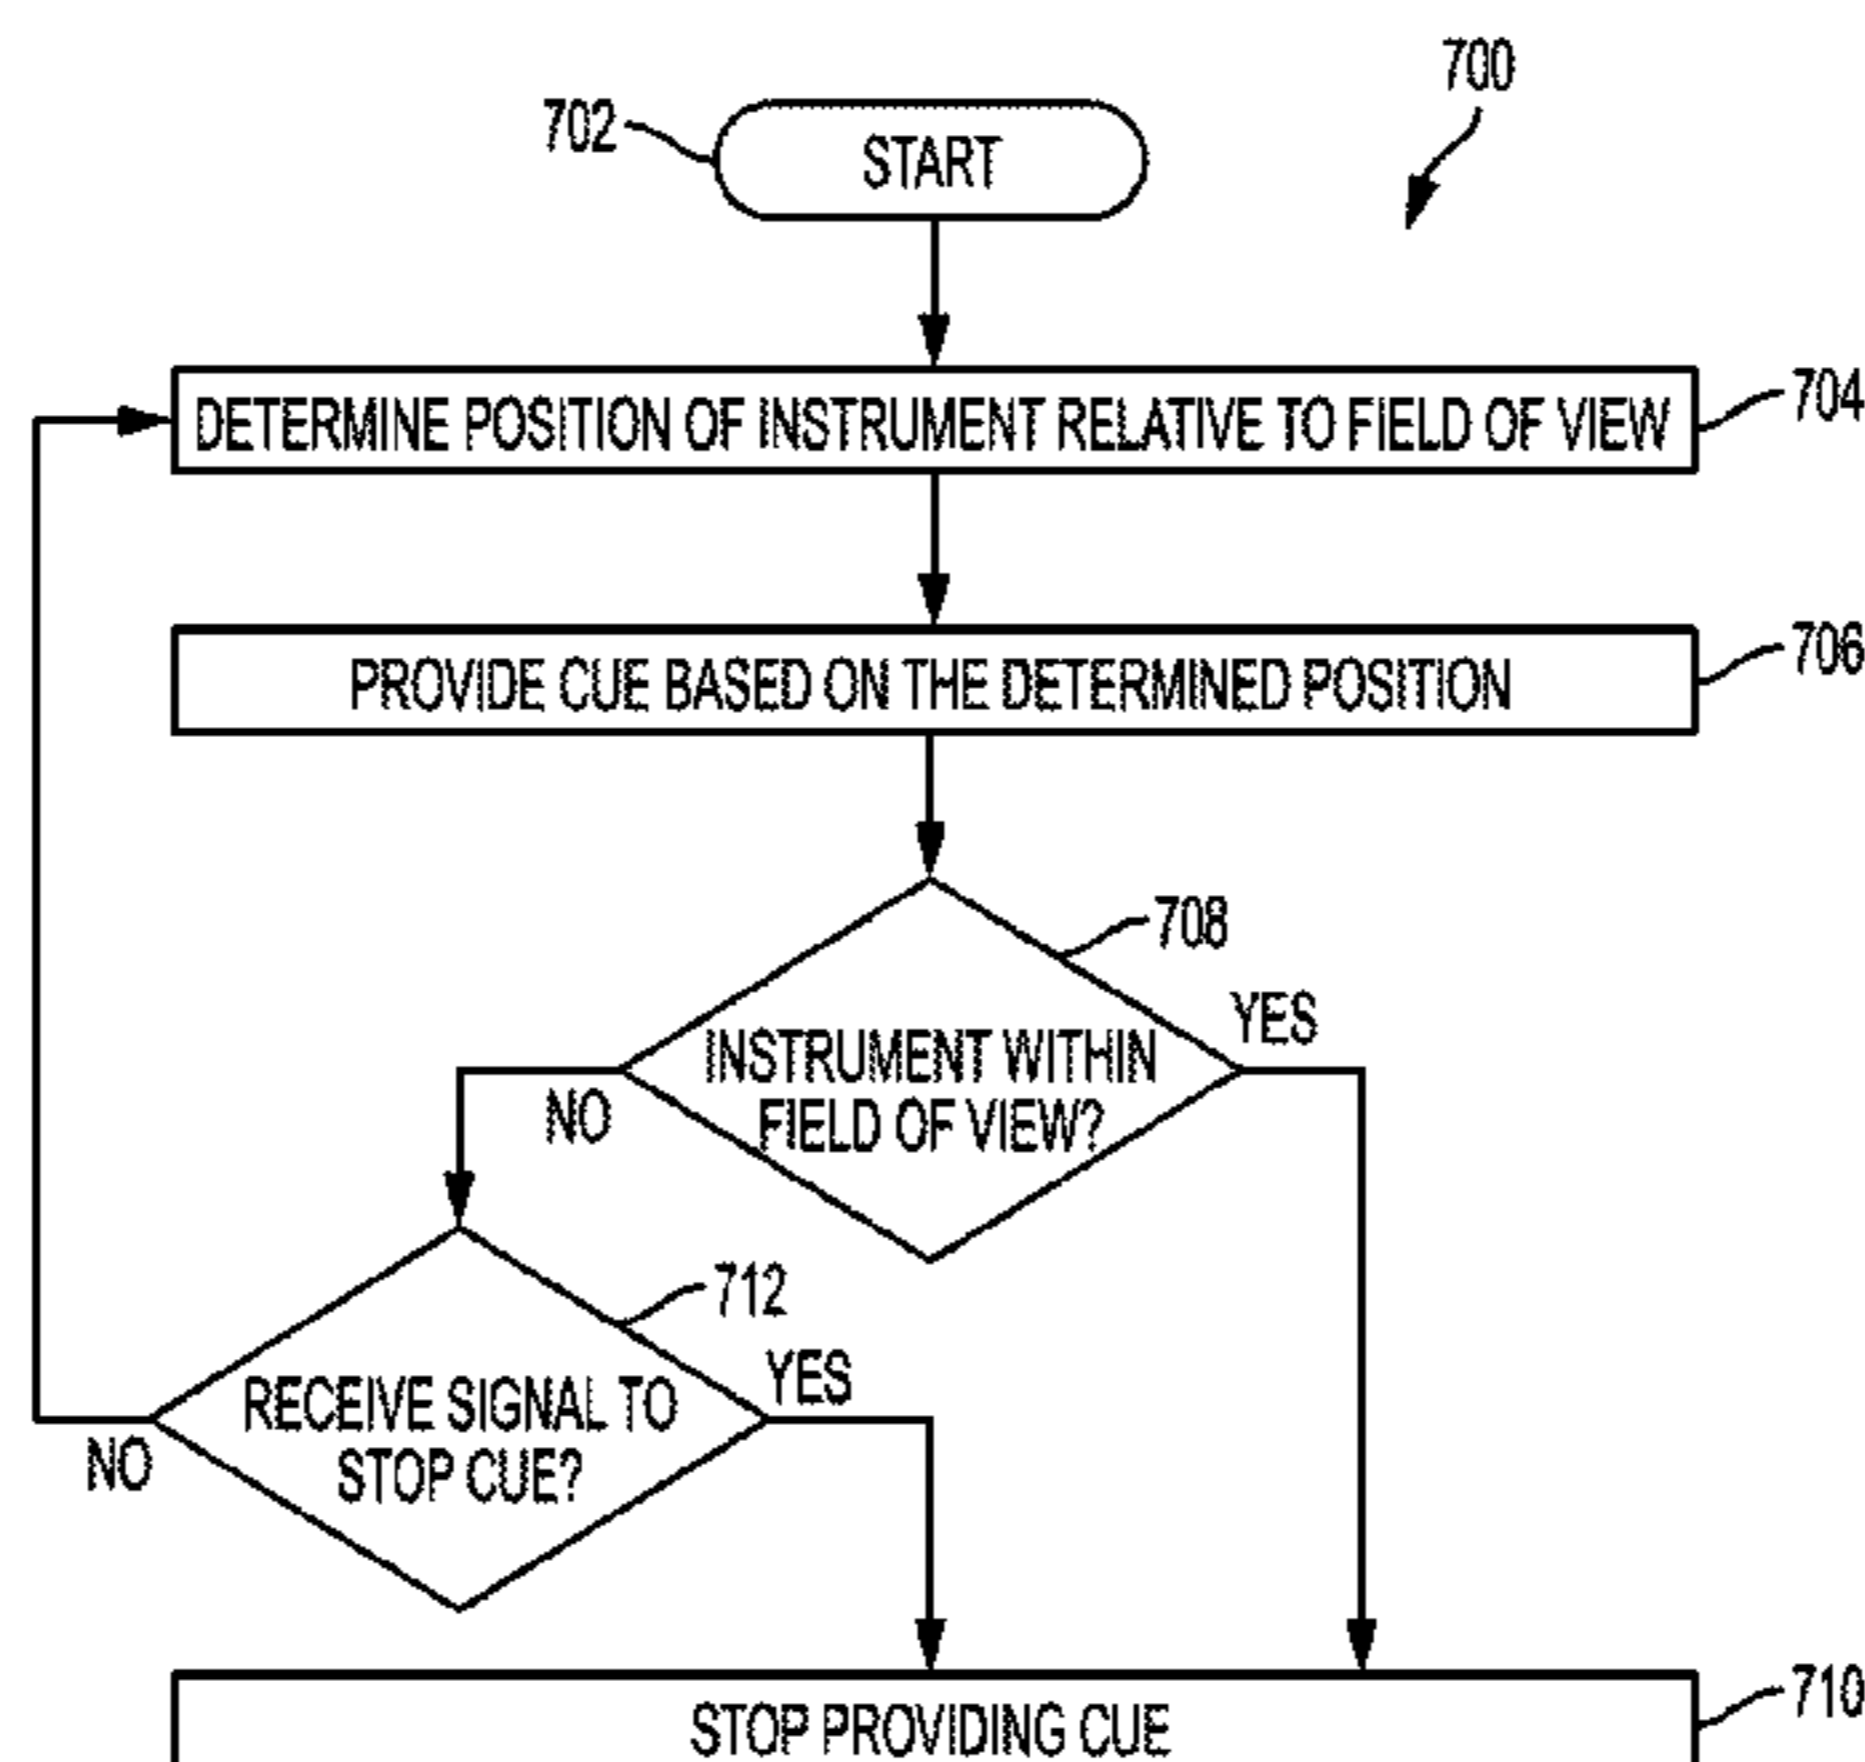 700
702
START
DETERMINE POSITION OF INSTRUMENT RELATIVE TO FIELD OF VIEW
704
PROVIDE CUE BASED ON THE DETERMINED POSITION
706
708
INSTRUMENT WITHIN
FIELD OF VIEW?
YES
NO
712
RECEIVE SIGNAL TO
STOP CUE?
YES
NO
STOP PROVIDING CUE
710